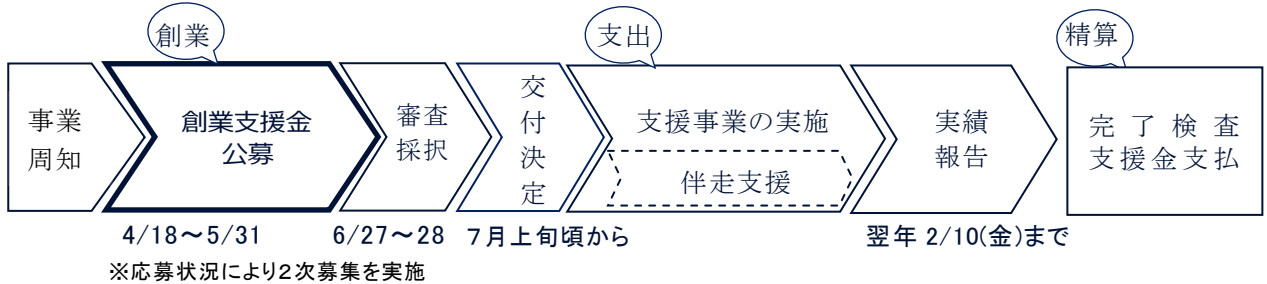 創業
支出
精算
事業
周知
創業支援金
公募
審査
採択
交付決定
支援事業の実施
伴走支援
実績
報告
完了検査
支援金支払
4/18～5/31
6/27～28
７月上旬頃から
翌年 2/10(金)まで
※応募状況により２次募集を実施